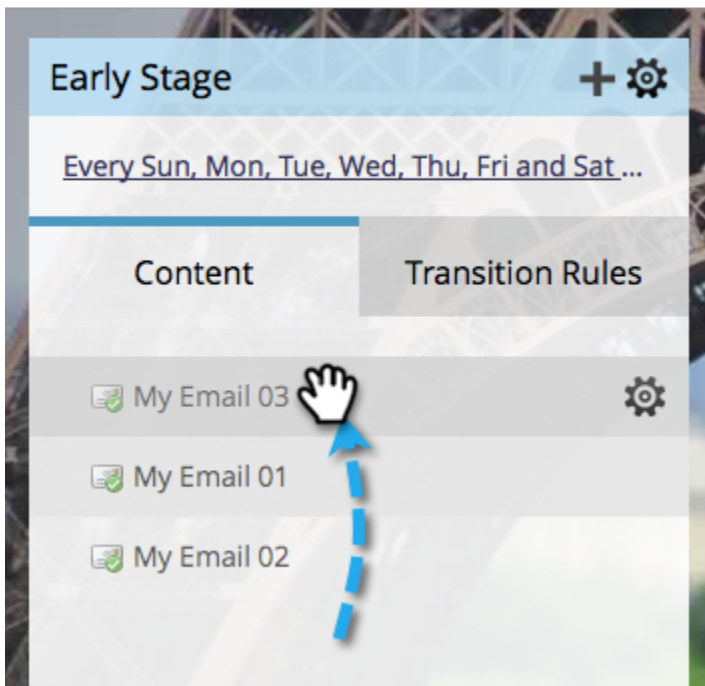 Early Stage
Every Sun, Mon, Tue, Wed, Thu, Fri and Sat ...
Content Transition Rules
My Email 03
My Email 01
My Email 02